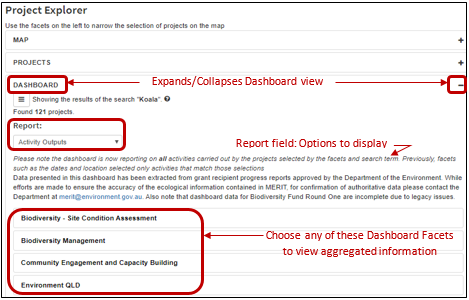 Project Explorer
Use the facets on the left to narrow the selection of projects on the map
MAP
PROJECTS
DASHBOARD
Expands/Collapses Dashboard view
Showing the results of the search "Koala".
Found 121 projects.
Report:
Activity Outputs
Report field: Options to display
Please note the dashboard is now reporting on all activities carried out by the projects selected by the facets and search term. Previously, facets
such as the dates and location selected only activities that match those selections
Data presented in this dashboard has been extracted from grant recipient progress reports approved by the Department of the Environment. While
efforts are made to ensure the accuracy of the ecological information contained in MERIT, for confirmation of authoritative data please contact the
Department at merit@environment.gov.au. Also note that dashboard data for Biodiversity Fund Round One are incomplete due to legacy issues.
Biodiversity - Site Condition Assessment
Biodiversity Management
Choose any of these Dashboard Facets
to view aggregated information
Community Engagement and Capacity Building
Environment QLD